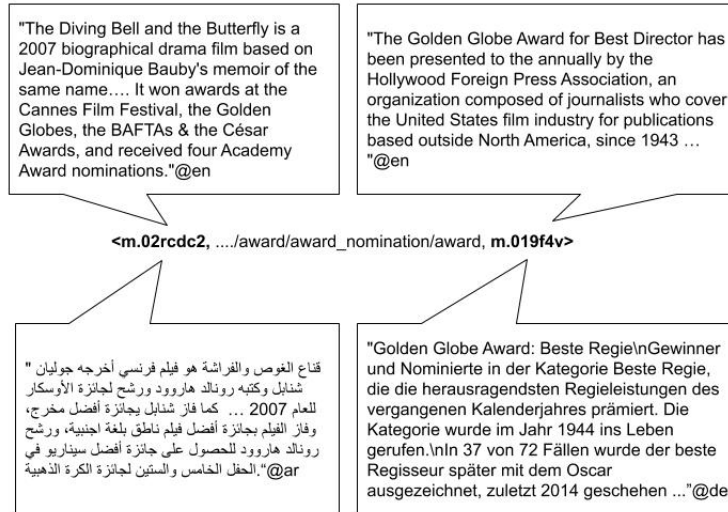 "The Diving Bell and the Butterfly is a
2007 biographical drama film based on
Jean-Dominique Bauby's memoir of the
same name…. It won awards at the
Cannes Film Festival, the Golden
Globes, the BAFTAs & the César
Awards, and received four Academy
Award nominations."@en
"The Golden Globe Award for Best Director has
been presented to the annually by the
Hollywood Foreign Press Association, an
organization composed of journalists who cover
the United States film industry for publications
based outside North America, since 1943 …
"@en
<m.02rcdc2, ..../award/award_nomination/award, m.019f4v>
قناع الغوص والفراشة هو فيلم فرنسي أخرجه جوليان "
شنابل وكتبه رونالد هاروود ورشح لجائزة الأوسكار
للعام 2007 … كما فاز شنابل بجائزة أفضل مخرج،
وفاز الفيلم بجائزة أفضل فيلم ناطق بلغة اجنبية، ورشح
رونالد هاروود للحصول على جائزة أفضل سيناريو في
الحفل الخامس والستين لجائزة الكرة الذهبية."@ar
"Golden Globe Award: Beste Regie\nGewinner
und Nominierte in der Kategorie Beste Regie,
die die herausragendsten Regieleistungen des
vergangenen Kalenderjahres prämiert. Die
Kategorie wurde im Jahr 1944 ins Leben
gerufen.\nIn 37 von 72 Fällen wurde der beste
Regisseur später mit dem Oscar
ausgezeichnet, zuletzt 2014 geschehen ..."@de